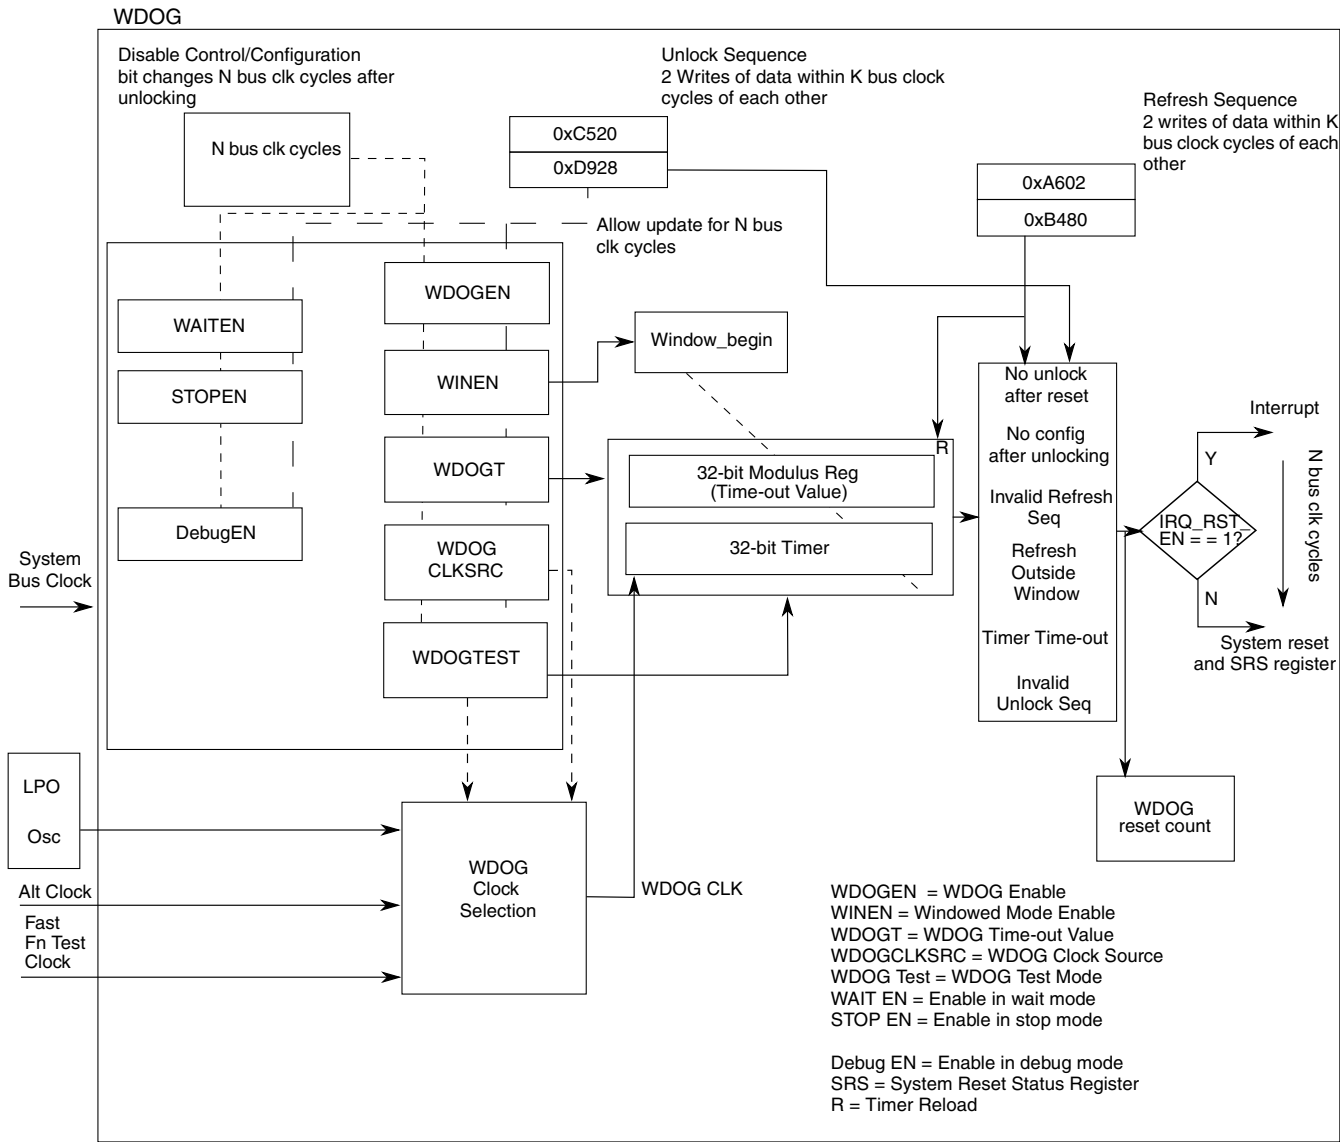 WDOG
Disable Control/Configuration
bit changes N bus clk cycles after
unlocking
Unlock Sequence
2 Writes of data within K bus clock
cycles of each other
Refresh Sequence
2 writes of data within K
bus clock cycles of each
other
N bus clk cycles
0xC520
0xD928
0xA602
0xB480
Allow update for N bus
clk cycles
WDOGEN
WAITEN
WINEN
STOPEN
WDOGT
DebugEN
WDOG
CLKSRC
WDOGTEST
System
Bus Clock
Window_begin
R
32-bit Modulus Reg
(Time-out Value)
32-bit Timer
No unlock
after reset
No config
after unlocking
Invalid Refresh
Seq
Refresh
Outside
Window
Timer Time-out
Invalid
Unlock Seq
Interrupt
Y
IRQ_RST_
EN = = 1?
N
N bus clk cycles
System reset
and SRS register
WDOG
reset count
LPO
Osc
Alt Clock
Fast
Fn Test
Clock
WDOG
Clock
Selection
WDOG CLK
WDOGEN = WDOG Enable
WINEN = Windowed Mode Enable
WDOGT = WDOG Time-out Value
WDOGCLKSRC = WDOG Clock Source
WDOG Test = WDOG Test Mode
WAIT EN = Enable in wait mode
STOP EN = Enable in stop mode
Debug EN = Enable in debug mode
SRS = System Reset Status Register
R = Timer Reload